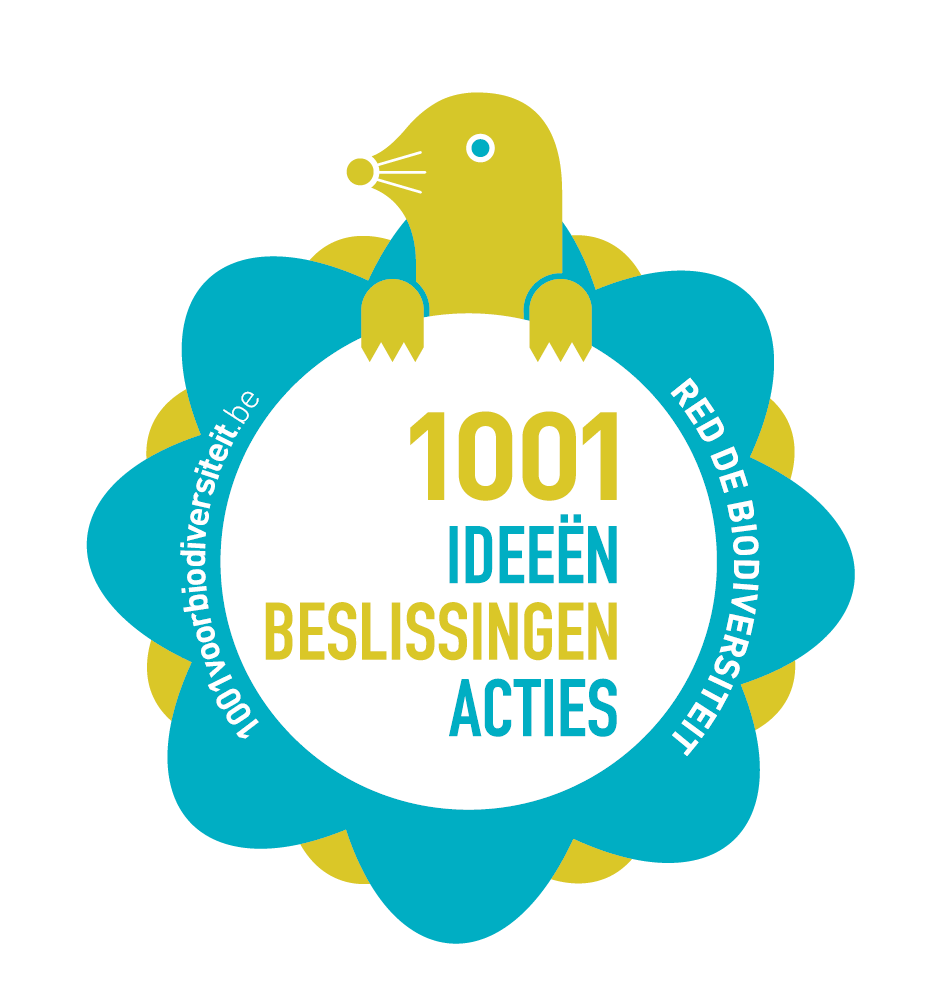 1001
IDEEËN
BESLISSINGEN
ACTIES
1001voorbiodiversiteit.be
RED DE BIODIVERSITEIT